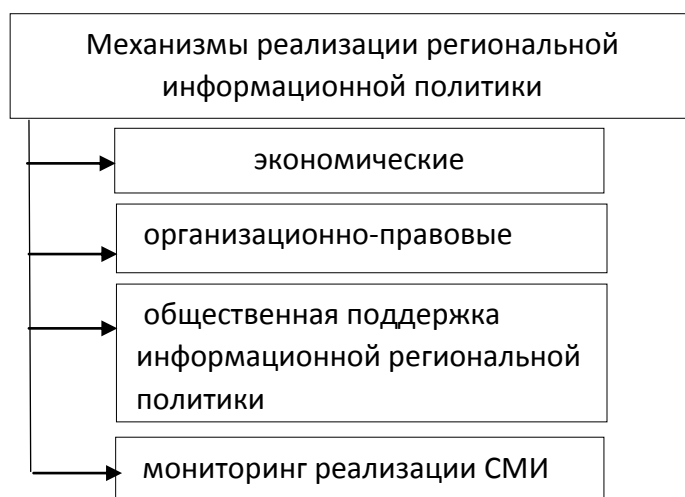 Механизмы реализации региональной
информационной политики
экономические
организационно-правовые
общественная поддержка
информационной региональной
политики
мониторинг реализации СМИ